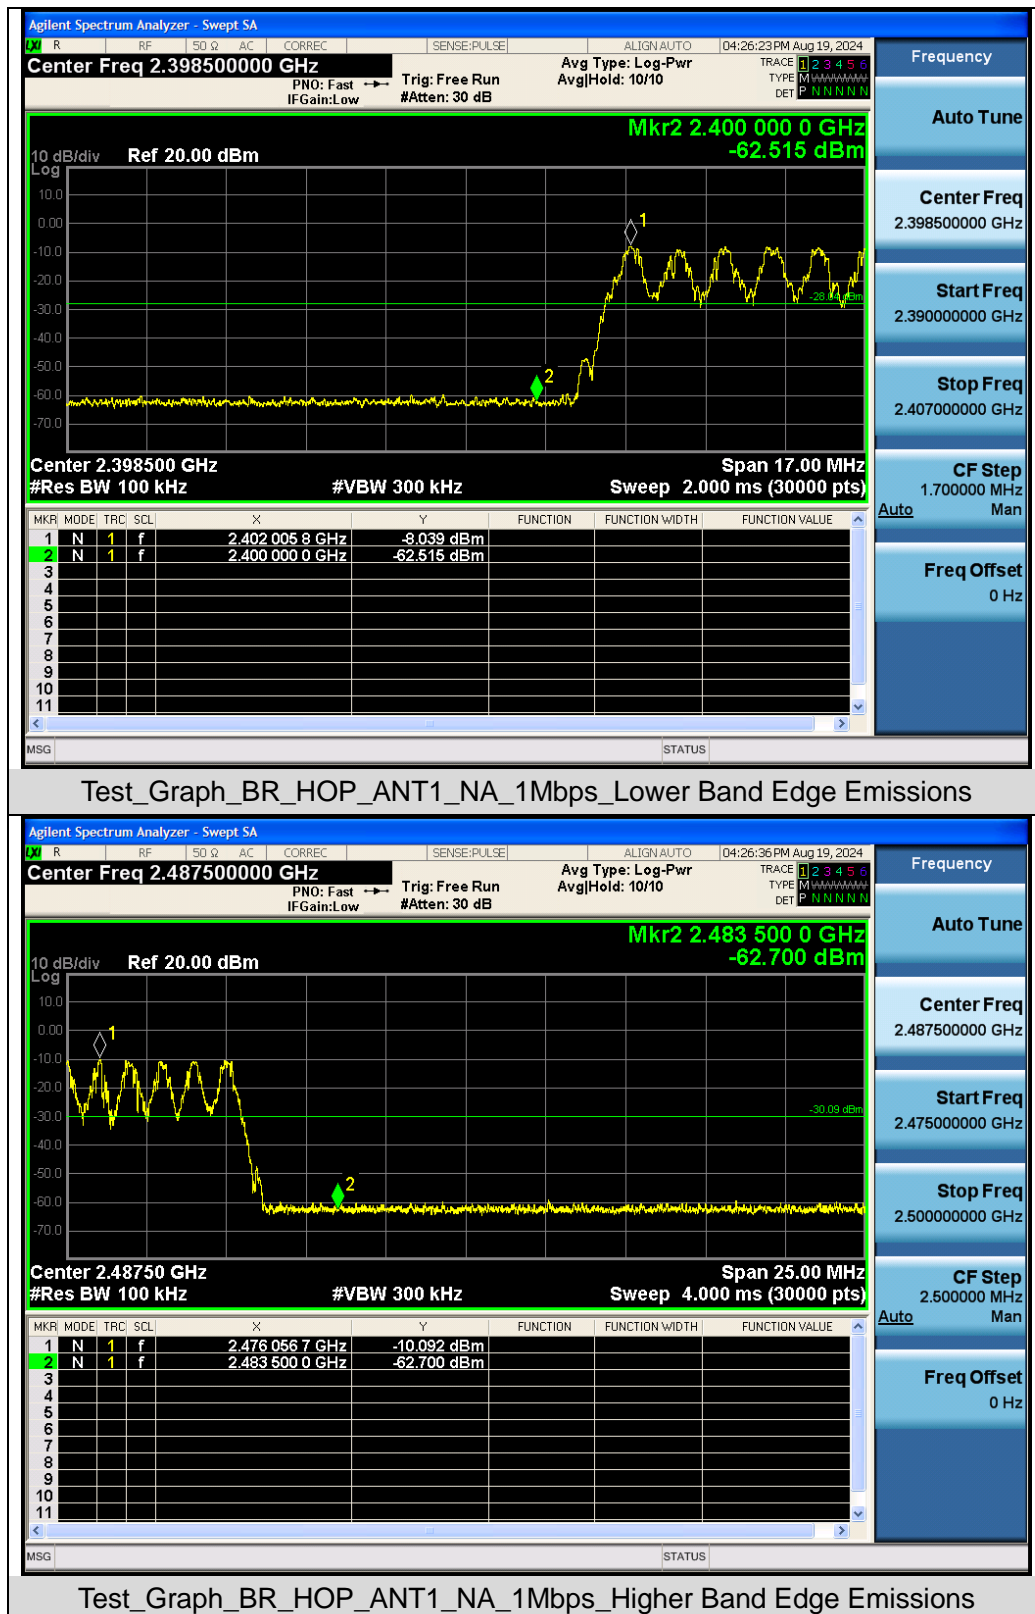 Agilent Spectrum Analyzer - Swept SA
LXI R RF 50 Ω AC CORREC SENSE:PULSE ALIGN AUTO 04:26:23 PM Aug 19, 2024
Center Freq 2.398500000 GHz
PNO: Fast
IFGain:Low
Trig: Free Run
#Atten: 30 dB
Avg Type: Log-Pwr
Avg|Hold: 10/10
TRACE 1 2 3 4 5 6
TYPE M
DET P N N N N N
Mkr2 2.400 000 0 GHz
-62.515 dBm
10 dB/div Ref 20.00 dBm
Log
10.0
0.00
-10.0
-20.0
-30.0
-40.0
-50.0
-60.0
-70.0
1
2
-28.04 dBm
Center 2.398500 GHz Span 17.00 MHz
#Res BW 100 kHz #VBW 300 kHz Sweep 2.000 ms (30000 pts)
MKR MODE TRC SCL X Y FUNCTION FUNCTION WIDTH FUNCTION VALUE
1 N 1 f 2.402 005 8 GHz -8.039 dBm
2 N 1 f 2.400 000 0 GHz -62.515 dBm
3
4
5
6
7
8
9
10
11
MSG STATUS
Frequency
Auto Tune
Center Freq
2.398500000 GHz
Start Freq
2.390000000 GHz
Stop Freq
2.407000000 GHz
CF Step
1.700000 MHz
Auto Man
Freq Offset
0 Hz
Test_Graph_BR_HOP_ANT1_NA_1Mbps_Lower Band Edge Emissions
Agilent Spectrum Analyzer - Swept SA
LXI R RF 50 Ω AC CORREC SENSE:PULSE ALIGN AUTO 04:26:36 PM Aug 19, 2024
Center Freq 2.487500000 GHz
PNO: Fast
IFGain:Low
Trig: Free Run
#Atten: 30 dB
Avg Type: Log-Pwr
Avg|Hold: 10/10
TRACE 1 2 3 4 5 6
TYPE M
DET P N N N N N
Mkr2 2.483 500 0 GHz
-62.700 dBm
10 dB/div Ref 20.00 dBm
Log
10.0
0.00
-10.0
-20.0
-30.0
-40.0
-50.0
-60.0
-70.0
1
2
-30.09 dBm
Center 2.48750 GHz Span 25.00 MHz
#Res BW 100 kHz #VBW 300 kHz Sweep 4.000 ms (30000 pts)
MKR MODE TRC SCL X Y FUNCTION FUNCTION WIDTH FUNCTION VALUE
1 N 1 f 2.476 056 7 GHz -10.092 dBm
2 N 1 f 2.483 500 0 GHz -62.700 dBm
3
4
5
6
7
8
9
10
11
MSG STATUS
Frequency
Auto Tune
Center Freq
2.487500000 GHz
Start Freq
2.475000000 GHz
Stop Freq
2.500000000 GHz
CF Step
2.500000 MHz
Auto Man
Freq Offset
0 Hz
Test_Graph_BR_HOP_ANT1_NA_1Mbps_Higher Band Edge Emissions